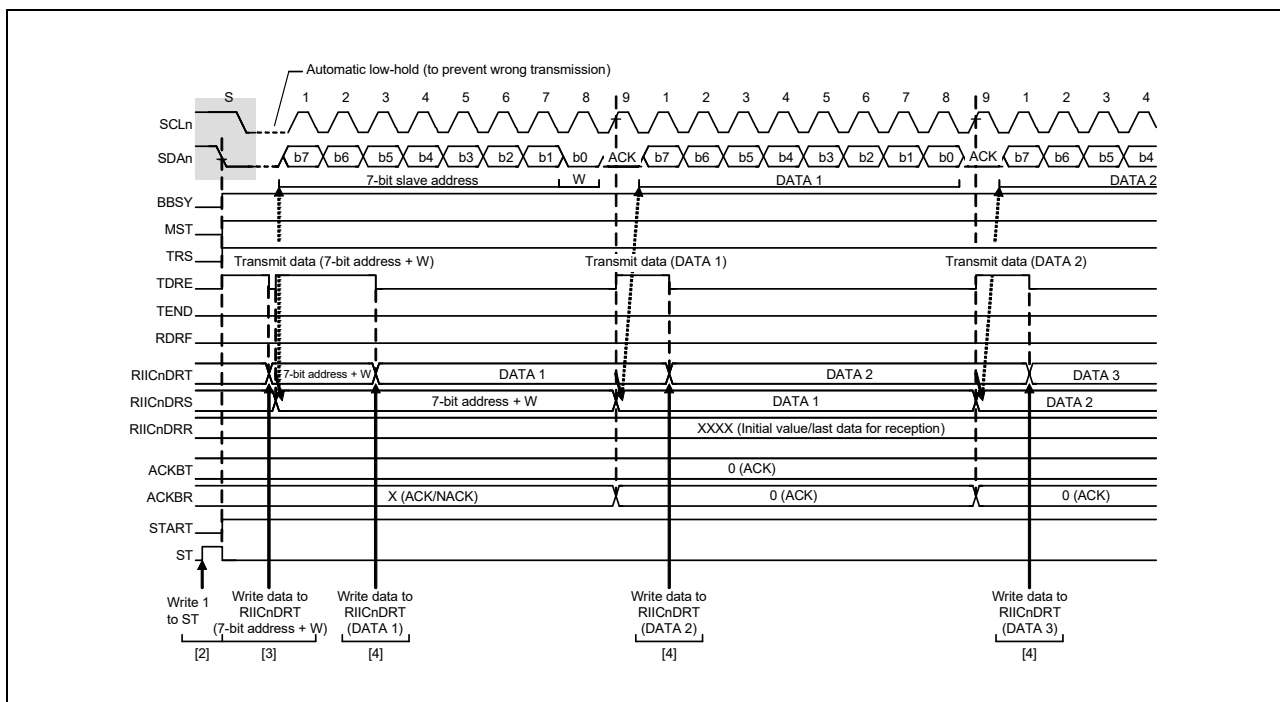 Automatic low-hold (to prevent wrong transmission)
S 1 2 3 4 5 6 7 8 9 1 2 3 4 5 6 7 8 9 1 2 3 4
SCLn
SDAn b7 b6 b5 b4 b3 b2 b1 b0 ACK b7 b6 b5 b4 b3 b2 b1 b0 ACK b7 b6 b5 b4
7-bit slave address W DATA 1 DATA 2
BBSY
MST
TRS
Transmit data (7-bit address + W) Transmit data (DATA 1) Transmit data (DATA 2)
TDRE
TEND
RDRF
RIICnDRT 7-bit address + W DATA 1 DATA 2 DATA 3
RIICnDRS 7-bit address + W DATA 1 DATA 2
RIICnDRR XXXX (Initial value/last data for reception)
ACKBT 0 (ACK)
ACKBR X (ACK/NACK) 0 (ACK) 0 (ACK)
START
ST
Write 1 to ST
Write data to RIICnDRT (7-bit address + W)
Write data to RIICnDRT (DATA 1)
Write data to RIICnDRT (DATA 2)
Write data to RIICnDRT (DATA 3)
[2] [3] [4] [4] [4]